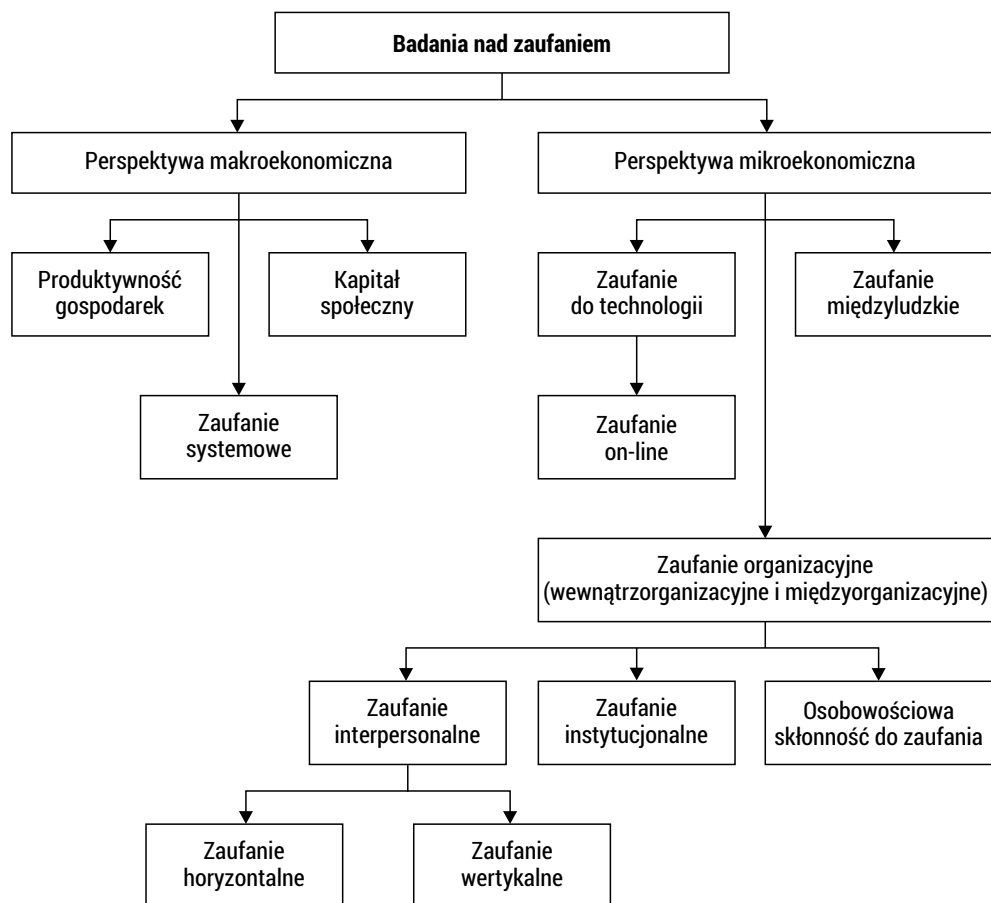 Badania nad zaufaniem
Perspektywa makroekonomiczna
Perspektywa mikroekonomiczna
Produktywność
gospodarek
Kapitał
społeczny
Zaufanie
do technologii
Zaufanie
międzyludzkie
Zaufanie
systemowe
Zaufanie
on-line
Zaufanie organizacyjne
(wewnątrzorganizacyjne i międzyorganizacyjne)
Zaufanie
interpersonalne
Zaufanie
instytucjonalne
Osobowościowa
skłonność do zaufania
Zaufanie
horyzontalne
Zaufanie
wertykalne